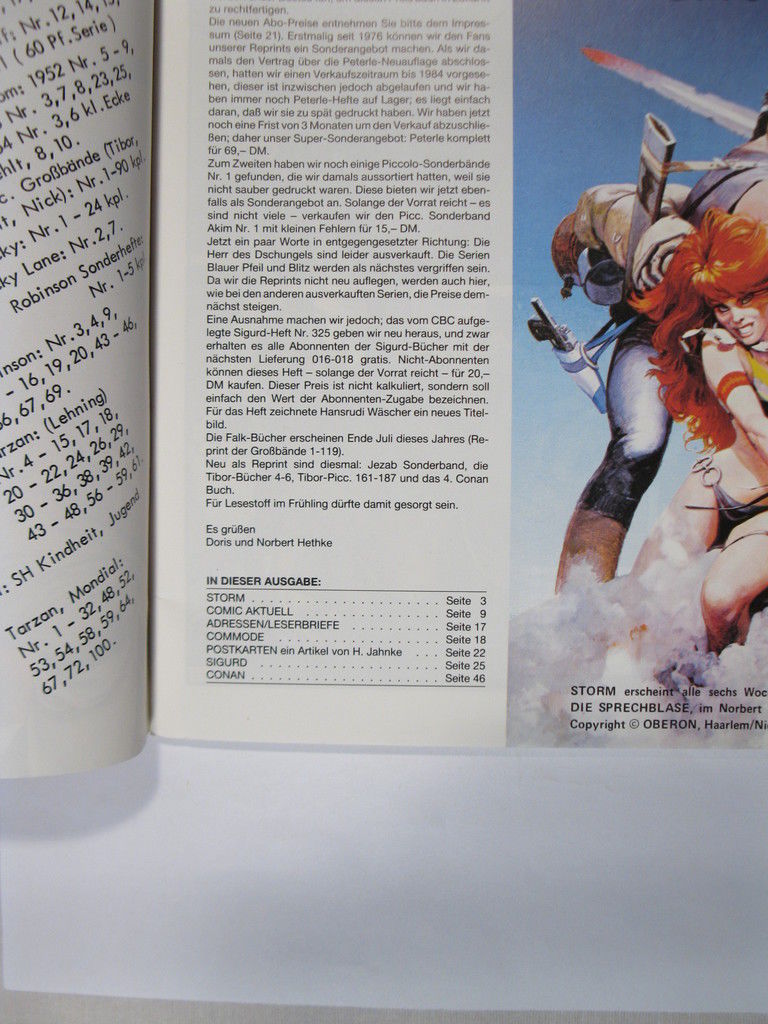 fs: Nr. 12, 14, 15,
( 60 Pf. Serie )
om: 1952 Nr. 5 - 9,
Nr. 3, 7, 8, 23, 25,
Nr. 3, 6 kl. Ecke
hlt, 8, 10.
c. Großbände (Tibor,
t, Nick): Nr. 1-90 kpl.
ky: Nr. 1 - 24 kpl.
ky Lane: Nr. 2, 7.
Robinson Sonderhefte:
Nr. 1-5 kpl
inson: Nr. 3, 4, 9,
- 16, 19, 20, 43 - 46,
66, 67, 69.
rzan: (Lehning)
Nr. 4 - 15, 17, 18,
20 - 22, 24, 26, 29,
30 - 36, 38, 39, 42,
43 - 48, 56 - 59, 61.
: SH Kindheit, Jugend
Tarzan, Mondial:
Nr. 1 - 32, 48, 52,
53, 54, 58, 59, 64,
67, 72, 100.
zu rechtfertigen.
Die neuen Abo-Preise entnehmen Sie bitte dem Impres-
sum (Seite 21). Erstmalig seit 1976 können wir den Fans
unserer Reprints ein Sonderangebot machen. Als wir da-
mals den Vertrag über die Peterle-Neuauflage abschlos-
sen, hatten wir einen Verkaufszeitraum bis 1984 vorgese-
hen, dieser ist inzwischen jedoch abgelaufen und wir ha-
ben immer noch Peterle-Hefte auf Lager; es liegt einfach
daran, daß wir sie zu spät gedruckt haben. Wir haben jetzt
noch eine Frist von 3 Monaten um den Verkauf abzuschlie-
ßen; daher unser Super-Sonderangebot: Peterle komplett
für 69,– DM.
Zum Zweiten haben wir noch einige Piccolo-Sonderbände
Nr. 1 gefunden, die wir damals aussortiert hatten, weil sie
nicht sauber gedruckt waren. Diese bieten wir jetzt eben-
falls als Sonderangebot an. Solange der Vorrat reicht – es
sind nicht viele – verkaufen wir den Picc. Sonderband
Akim Nr. 1 mit kleinen Fehlern für 15,– DM.
Jetzt ein paar Worte in entgegengesetzter Richtung: Die
Herr des Dschungels sind leider ausverkauft. Die Serien
Blauer Pfeil und Blitz werden als nächstes vergriffen sein.
Da wir die Reprints nicht neu auflegen, werden auch hier,
wie bei den anderen ausverkauften Serien, die Preise dem-
nächst steigen.
Eine Ausnahme machen wir jedoch; das vom CBC aufge-
legte Sigurd-Heft Nr. 325 geben wir neu heraus, und zwar
erhalten es alle Abonnenten der Sigurd-Bücher mit der
nächsten Lieferung 016-018 gratis. Nicht-Abonnenten
können dieses Heft – solange der Vorrat reicht – für 20,–
DM kaufen. Dieser Preis ist nicht kalkuliert, sondern soll
einfach den Wert der Abonnenten-Zugabe bezeichnen.
Für das Heft zeichnete Hansrudi Wäscher ein neues Titel-
bild.
Die Falk-Bücher erscheinen Ende Juli dieses Jahres (Re-
print der Großbände 1-119).
Neu als Reprint sind diesmal: Jezab Sonderband, die
Tibor-Bücher 4-6, Tibor-Picc. 161-187 und das 4. Conan
Buch.
Für Lesestoff im Frühling dürfte damit gesorgt sein.
Es grüßen
Doris und Norbert Hethke
IN DIESER AUSGABE:
STORM . . . . . . . . . . . . . . . . . . . . Seite 3
COMIC AKTUELL . . . . . . . . . . . . . . . Seite 9
ADRESSEN/LESERBRIEFE . . . . . . . . . . Seite 17
COMMODE . . . . . . . . . . . . . . . . . . Seite 18
POSTKARTEN ein Artikel von H. Jahnke . . . Seite 22
SIGURD . . . . . . . . . . . . . . . . . . . . Seite 25
CONAN . . . . . . . . . . . . . . . . . . . . Seite 46
STORM erscheint alle sechs Woc
DIE SPRECHBLASE, im Norbert
Copyright © OBERON, Haarlem/Ni